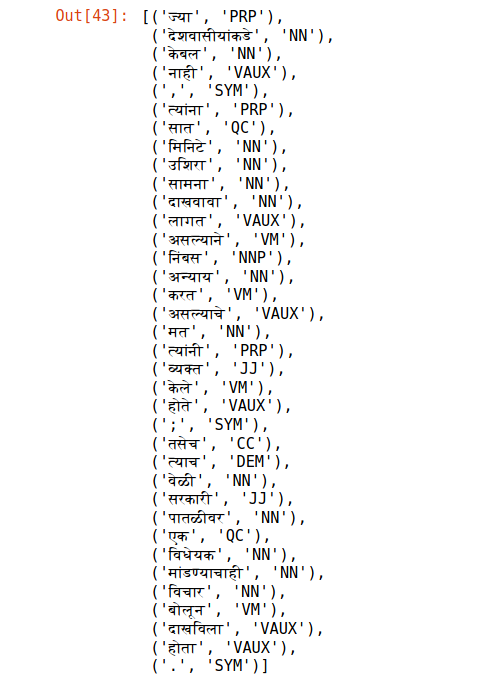 Out[43]: [('ज्या', 'PRP'),
('देशवासीयांकडे', 'NN'),
('केबल', 'NN'),
('नाही', 'VAUX'),
(',', 'SYM'),
('त्यांना', 'PRP'),
('सात', 'QC'),
('मिनिटे', 'NN'),
('उशिरा', 'NN'),
('सामना', 'NN'),
('दाखवावा', 'NN'),
('लागत', 'VAUX'),
('असल्याने', 'VM'),
('निंबस', 'NNP'),
('अन्याय', 'NN'),
('करत', 'VM'),
('असल्याचे', 'VAUX'),
('मत', 'NN'),
('त्यांनी', 'PRP'),
('व्यक्त', 'JJ'),
('केले', 'VM'),
('होते', 'VAUX'),
(';', 'SYM'),
('तसेच', 'CC'),
('त्याच', 'DEM'),
('वेळी', 'NN'),
('सरकारी', 'JJ'),
('पातळीवर', 'NN'),
('एक', 'QC'),
('विधेयक', 'NN'),
('मांडण्याचाही', 'NN'),
('विचार', 'NN'),
('बोलून', 'VM'),
('दाखविला', 'VAUX'),
('होता', 'VAUX'),
('.', 'SYM')]